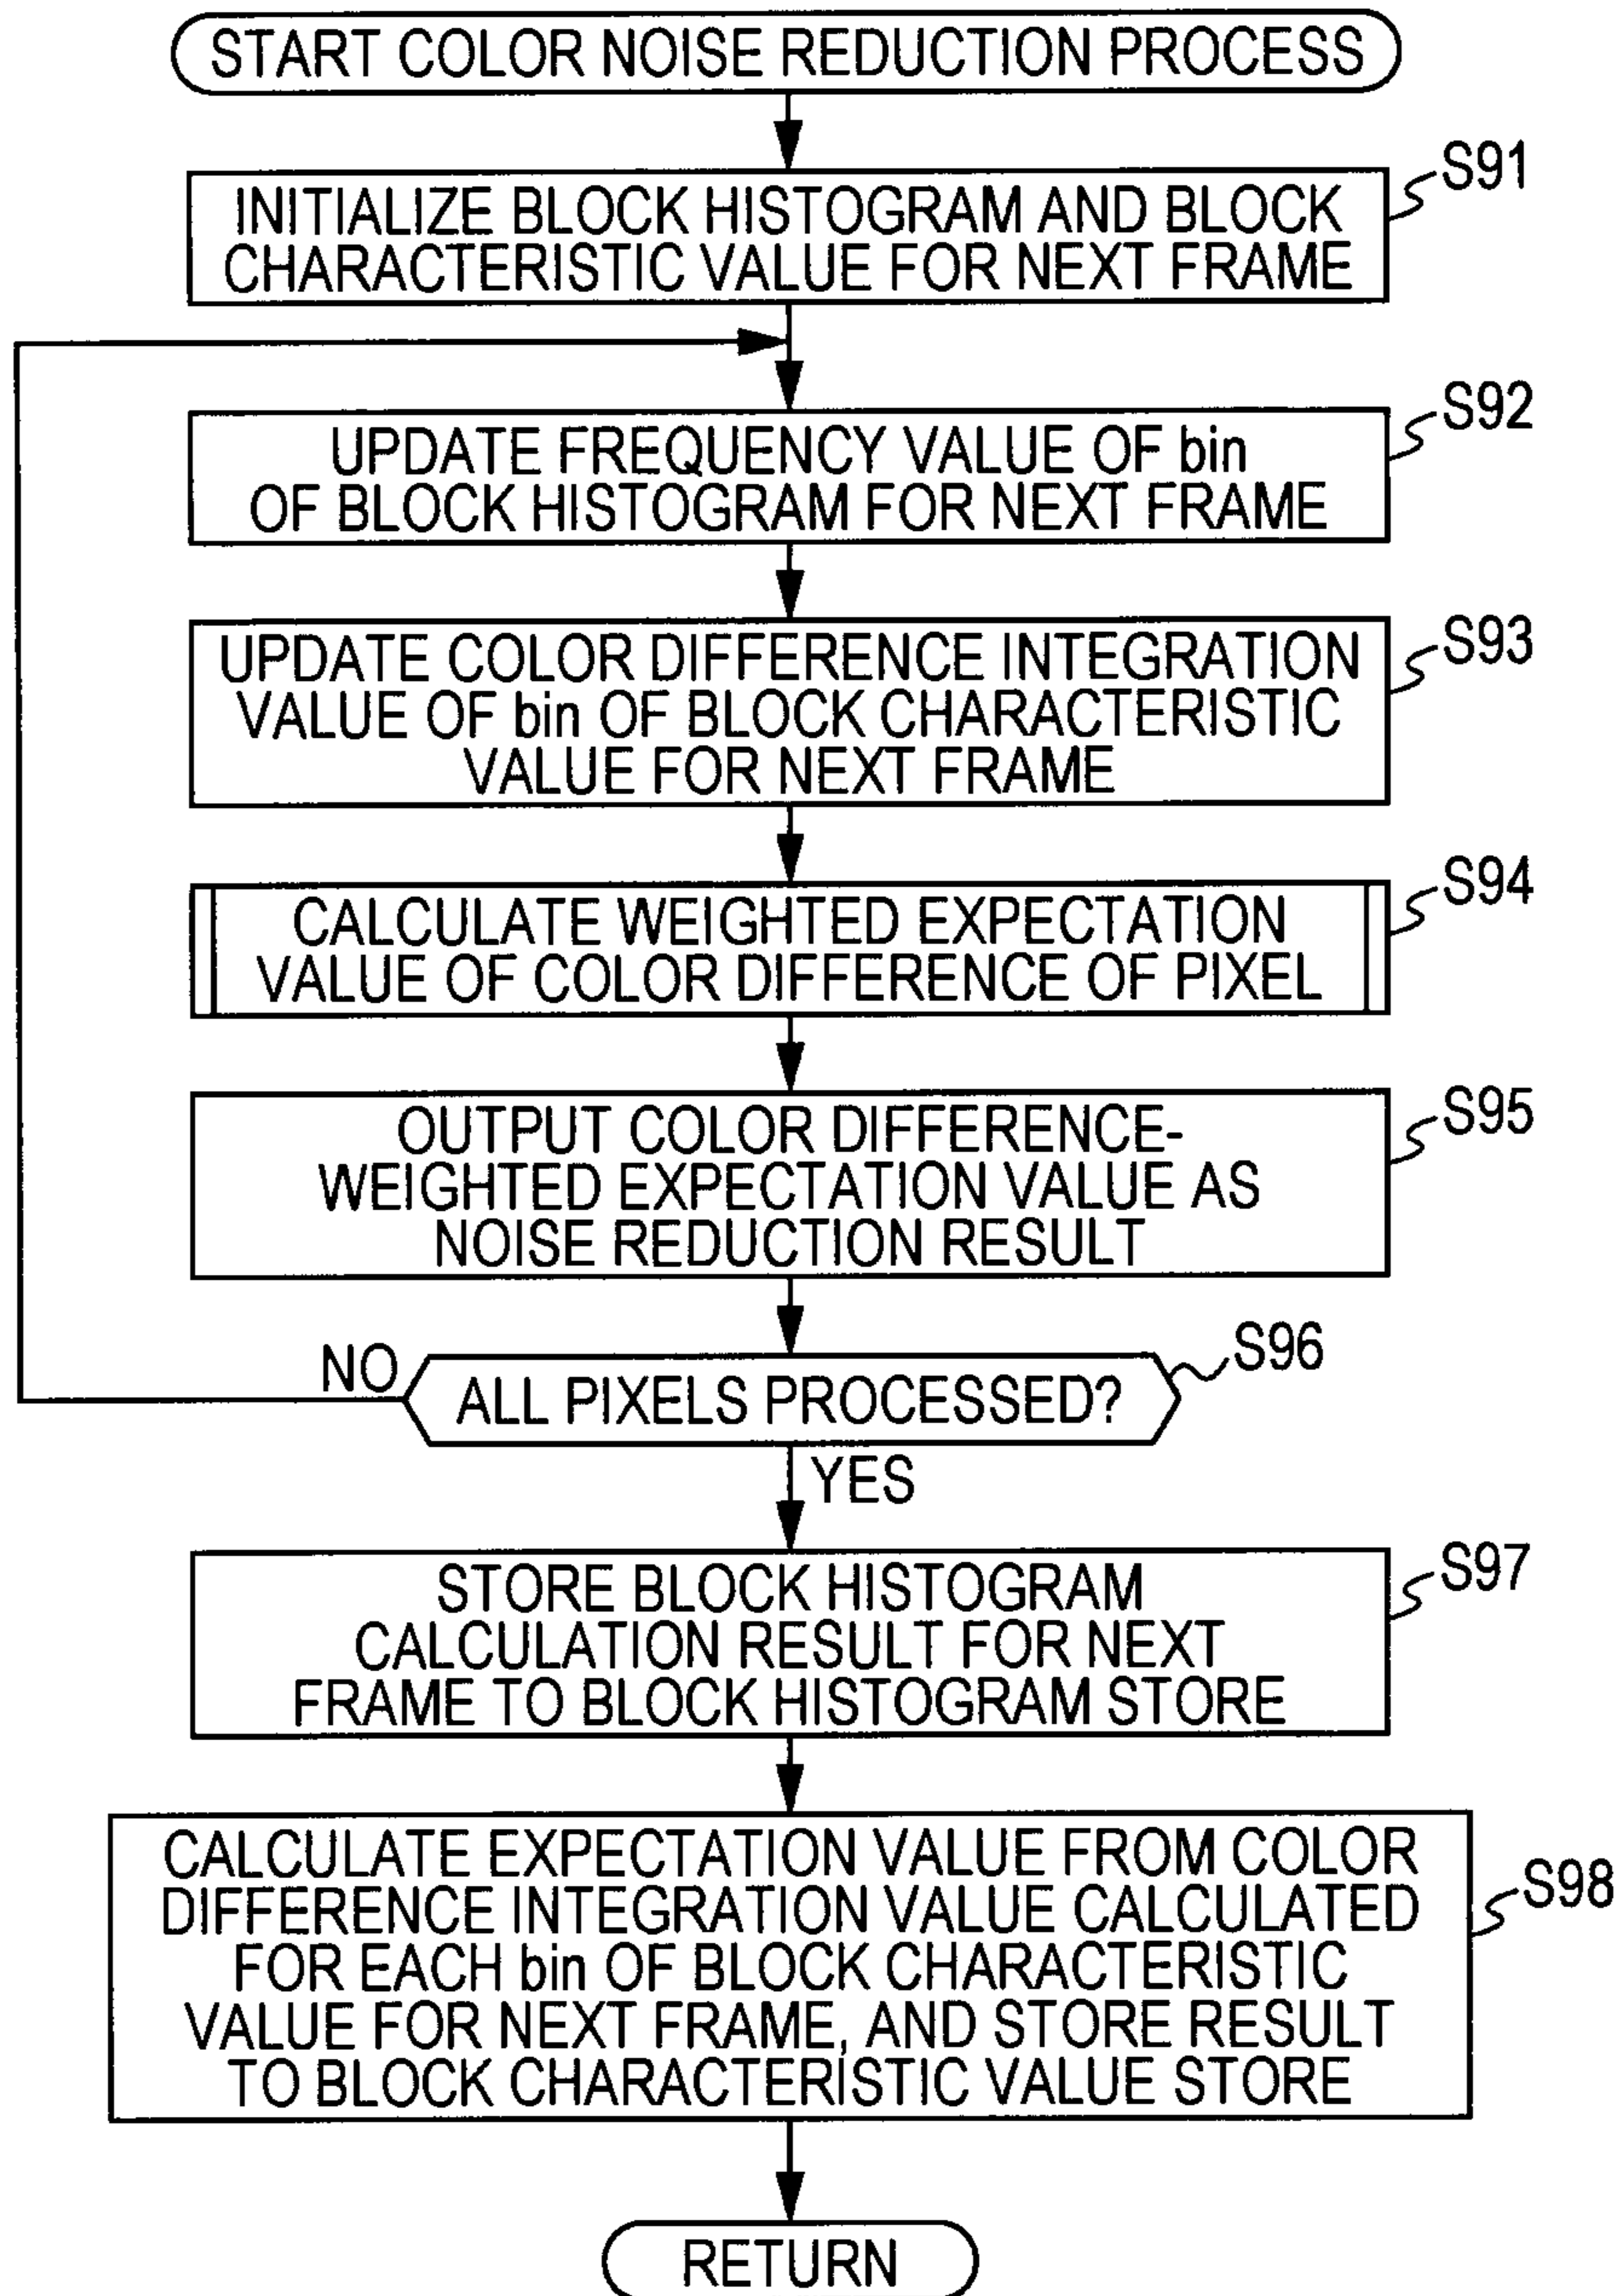 START COLOR NOISE REDUCTION PROCESS
S91
INITIALIZE BLOCK HISTOGRAM AND BLOCK
CHARACTERISTIC VALUE FOR NEXT FRAME
S92
UPDATE FREQUENCY VALUE OF bin
OF BLOCK HISTOGRAM FOR NEXT FRAME
S93
UPDATE COLOR DIFFERENCE INTEGRATION
VALUE OF bin OF BLOCK CHARACTERISTIC
VALUE FOR NEXT FRAME
S94
CALCULATE WEIGHTED EXPECTATION
VALUE OF COLOR DIFFERENCE OF PIXEL
S95
OUTPUT COLOR DIFFERENCE-
WEIGHTED EXPECTATION VALUE AS
NOISE REDUCTION RESULT
S96
NO
ALL PIXELS PROCESSED?
YES
S97
STORE BLOCK HISTOGRAM
CALCULATION RESULT FOR NEXT
FRAME TO BLOCK HISTOGRAM STORE
S98
CALCULATE EXPECTATION VALUE FROM COLOR
DIFFERENCE INTEGRATION VALUE CALCULATED
FOR EACH bin OF BLOCK CHARACTERISTIC
VALUE FOR NEXT FRAME, AND STORE RESULT
TO BLOCK CHARACTERISTIC VALUE STORE
RETURN